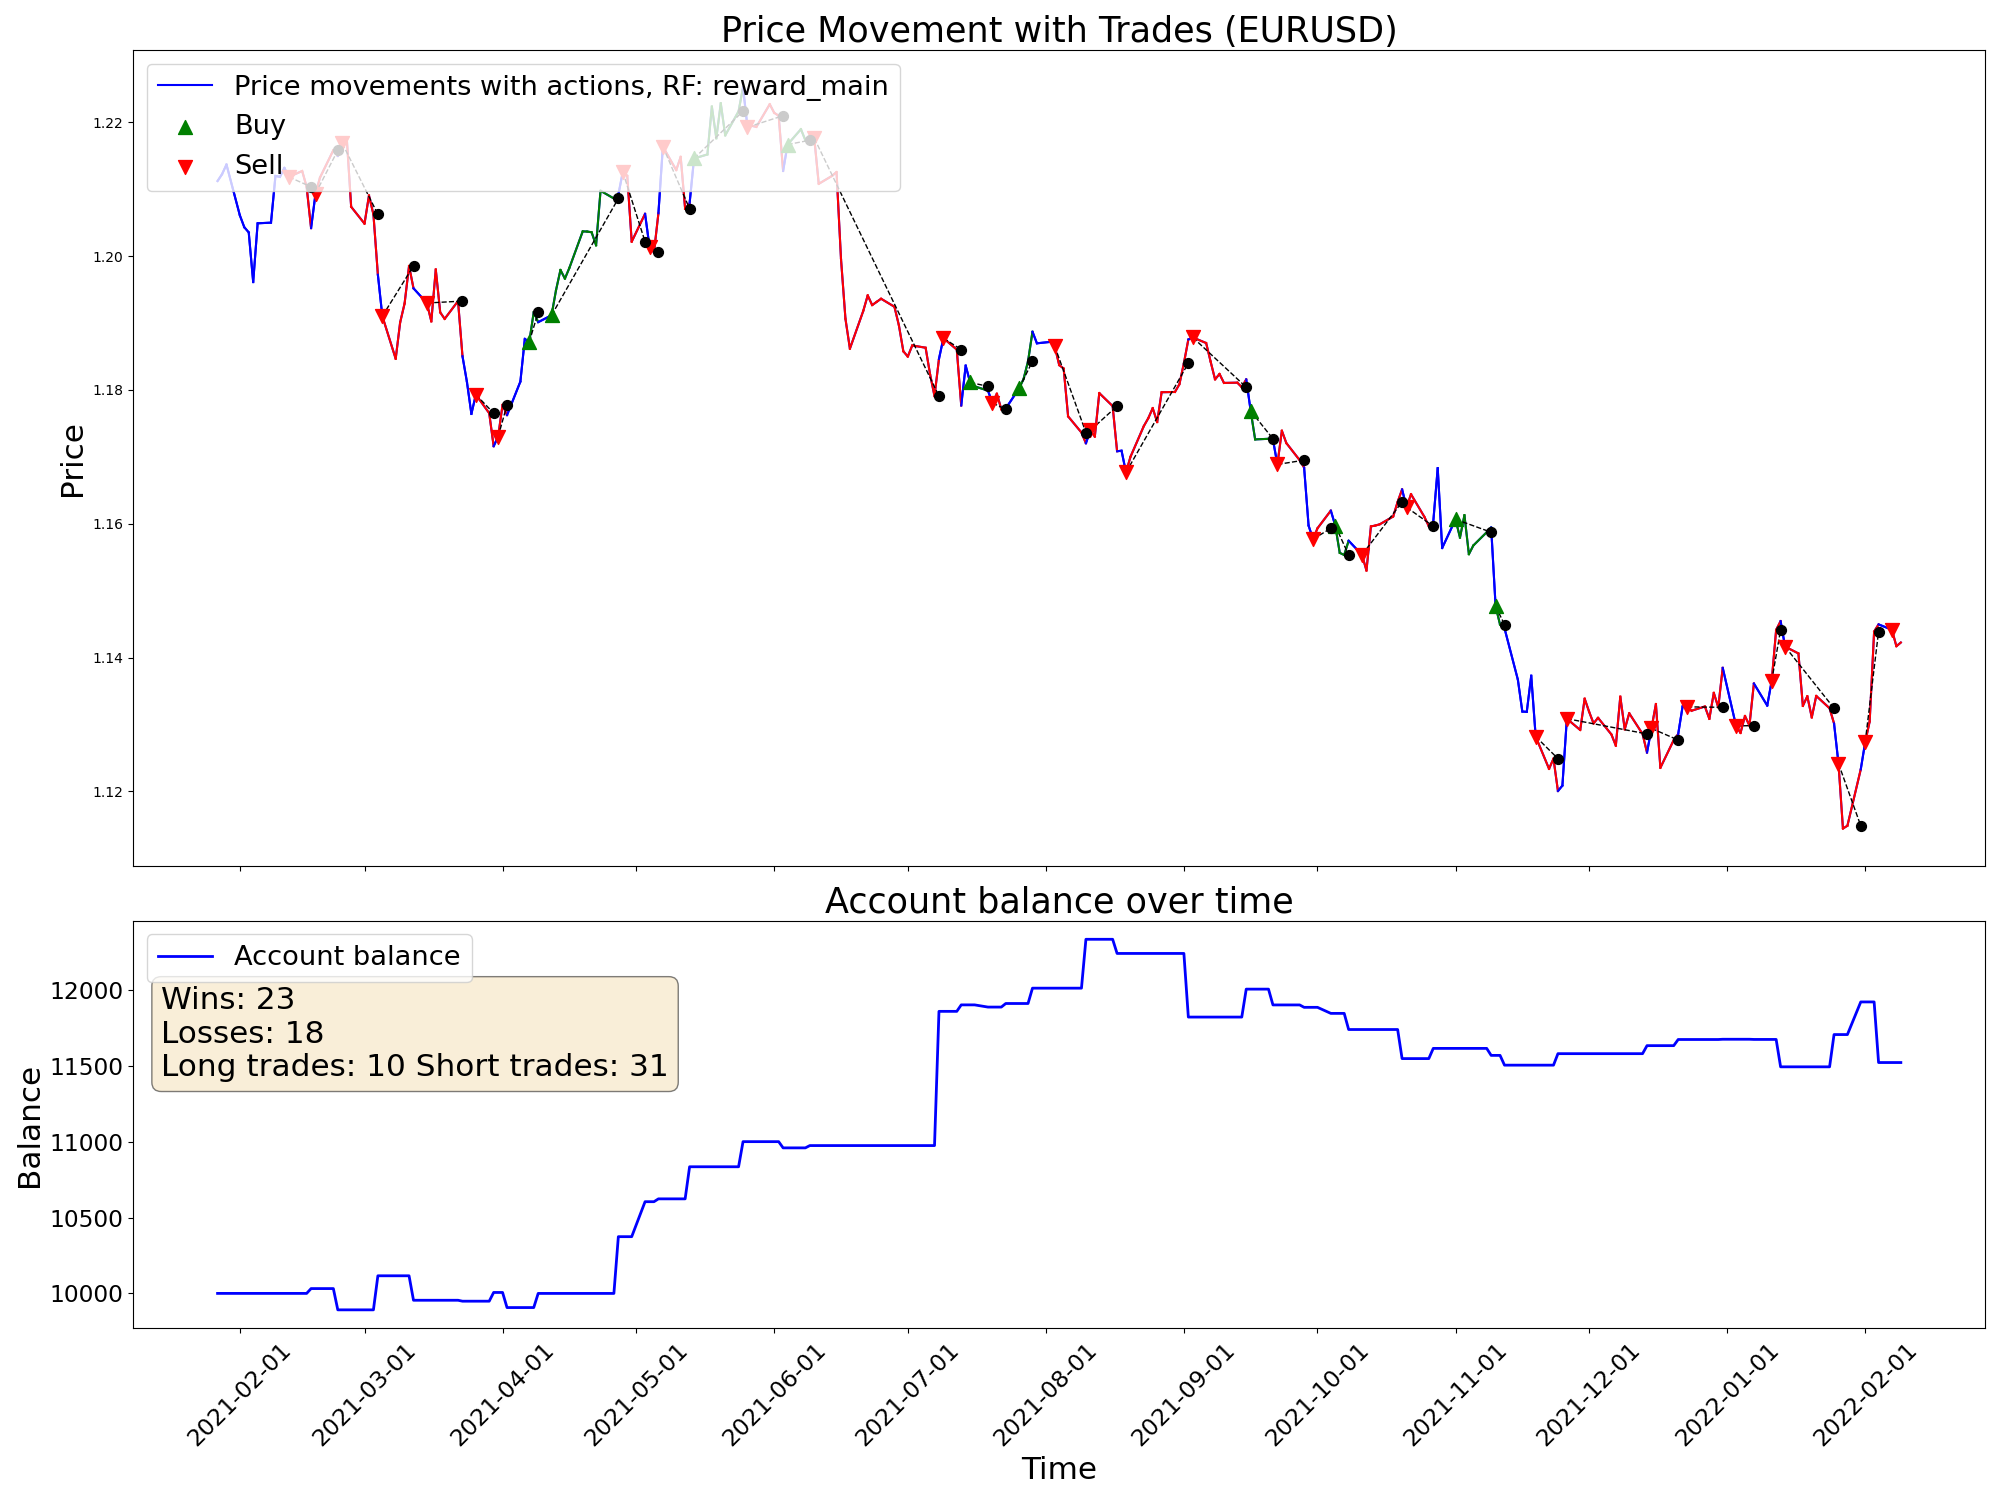 Price Movement with Trades (EURUSD)
Price movements with actions, RF: reward_main
Buy
Sell
Price
1.22
1.20
1.18
1.16
1.14
1.12
Account balance over time
Account balance
Wins: 23
Losses: 18
Long trades: 10 Short trades: 31
Balance
12000
11500
11000
10500
10000
2021-02-01
2021-03-01
2021-04-01
2021-05-01
2021-06-01
2021-07-01
2021-08-01
2021-09-01
2021-10-01
2021-11-01
2021-12-01
2022-01-01
2022-02-01
Time